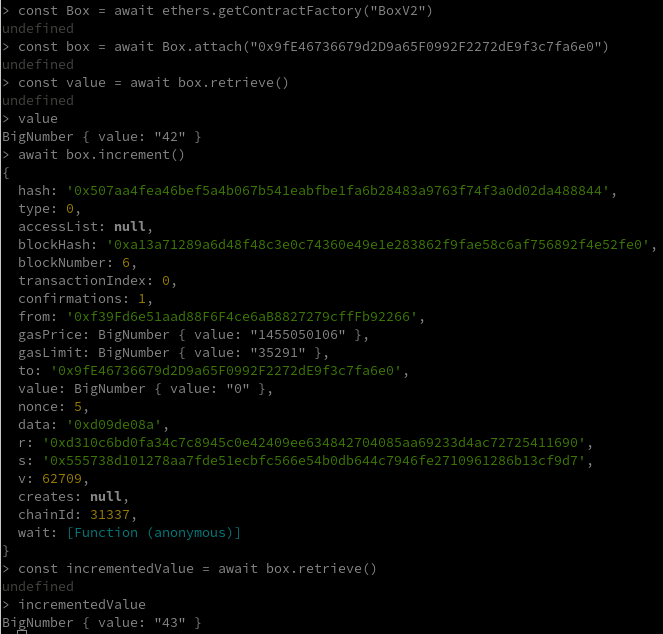 > const Box = await ethers.getContractFactory("BoxV2")
undefined
> const box = await Box.attach("0x9fE46736679d2D9a65F0992F2272dE9f3c7fa6e0")
undefined
> const value = await box.retrieve()
undefined
> value
BigNumber { value: "42" }
> await box.increment()
{
  hash: '0x507aa4fea46bef5a4b067b541eabfbe1fa6b28483a9763f74f3a0d02da488844',
  type: 0,
  accessList: null,
  blockHash: '0xa13a71289a6d48f48c3e0c74360e49e1e283862f9fae58c6af756892f4e52fe0',
  blockNumber: 6,
  transactionIndex: 0,
  confirmations: 1,
  from: '0xf39Fd6e51aad88F6F4ce6aB8827279cffFb92266',
  gasPrice: BigNumber { value: "1455050106" },
  gasLimit: BigNumber { value: "35291" },
  to: '0x9fE46736679d2D9a65F0992F2272dE9f3c7fa6e0',
  value: BigNumber { value: "0" },
  nonce: 5,
  data: '0xd09de08a',
  r: '0xd310c6bd0fa34c7c8945c0e42409ee634842704085aa69233d4ac72725411690',
  s: '0x555738d101278aa7fde51ecbfc566e54b0db644c7946fe2710961286b13cf9d7',
  v: 62709,
  creates: null,
  chainId: 31337,
  wait: [Function (anonymous)]
}
> const incrementedValue = await box.retrieve()
undefined
> incrementedValue
BigNumber { value: "43" }